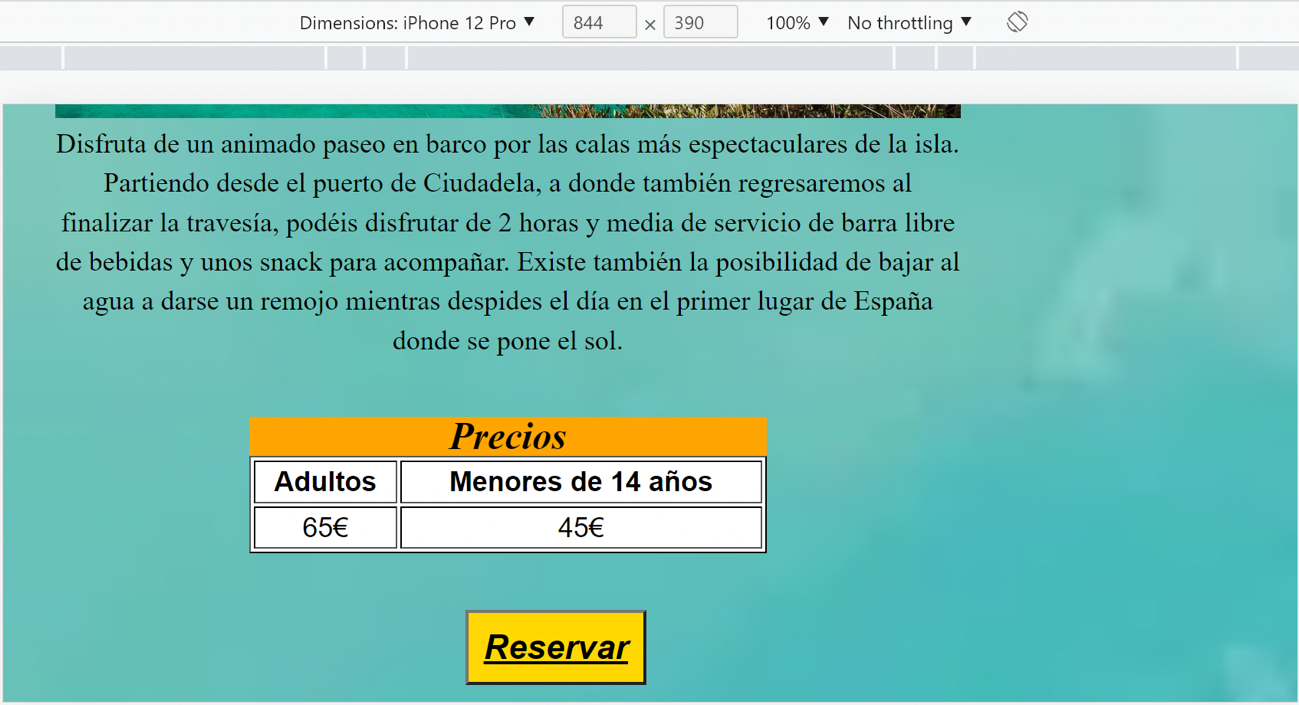 Dimensions: iPhone 12 Pro ▼ 844 × 390 100% ▼ No throttling ▼
Disfruta de un animado paseo en barco por las calas más espectaculares de la isla.
Partiendo desde el puerto de Ciudadela, a donde también regresaremos al
finalizar la travesía, podéis disfrutar de 2 horas y media de servicio de barra libre
de bebidas y unos snack para acompañar. Existe también la posibilidad de bajar al
agua a darse un remojo mientras despides el día en el primer lugar de España
donde se pone el sol.
Precios
Adultos Menores de 14 años
65€ 45€
Reservar